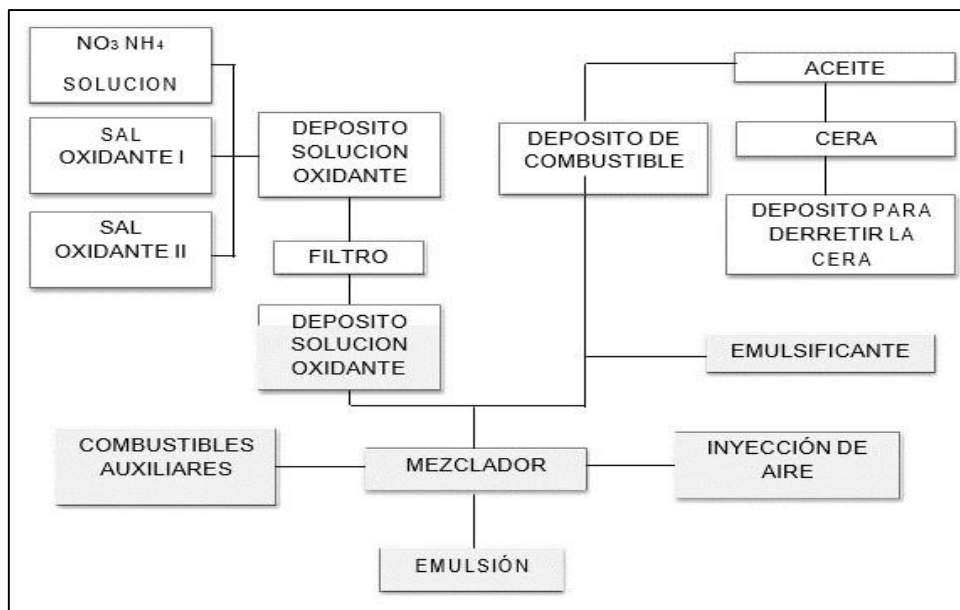 NO₃ NH₄
SOLUCION
SAL
OXIDANTE I
SAL
OXIDANTE II
DEPOSITO
SOLUCION
OXIDANTE
FILTRO
DEPOSITO
SOLUCION
OXIDANTE
DEPOSITO DE
COMBUSTIBLE
ACEITE
CERA
DEPOSITO PARA
DERRETIR LA
CERA
EMULSIFICANTE
COMBUSTIBLES
AUXILIARES
MEZCLADOR
INYECCIÓN DE
AIRE
EMULSIÓN